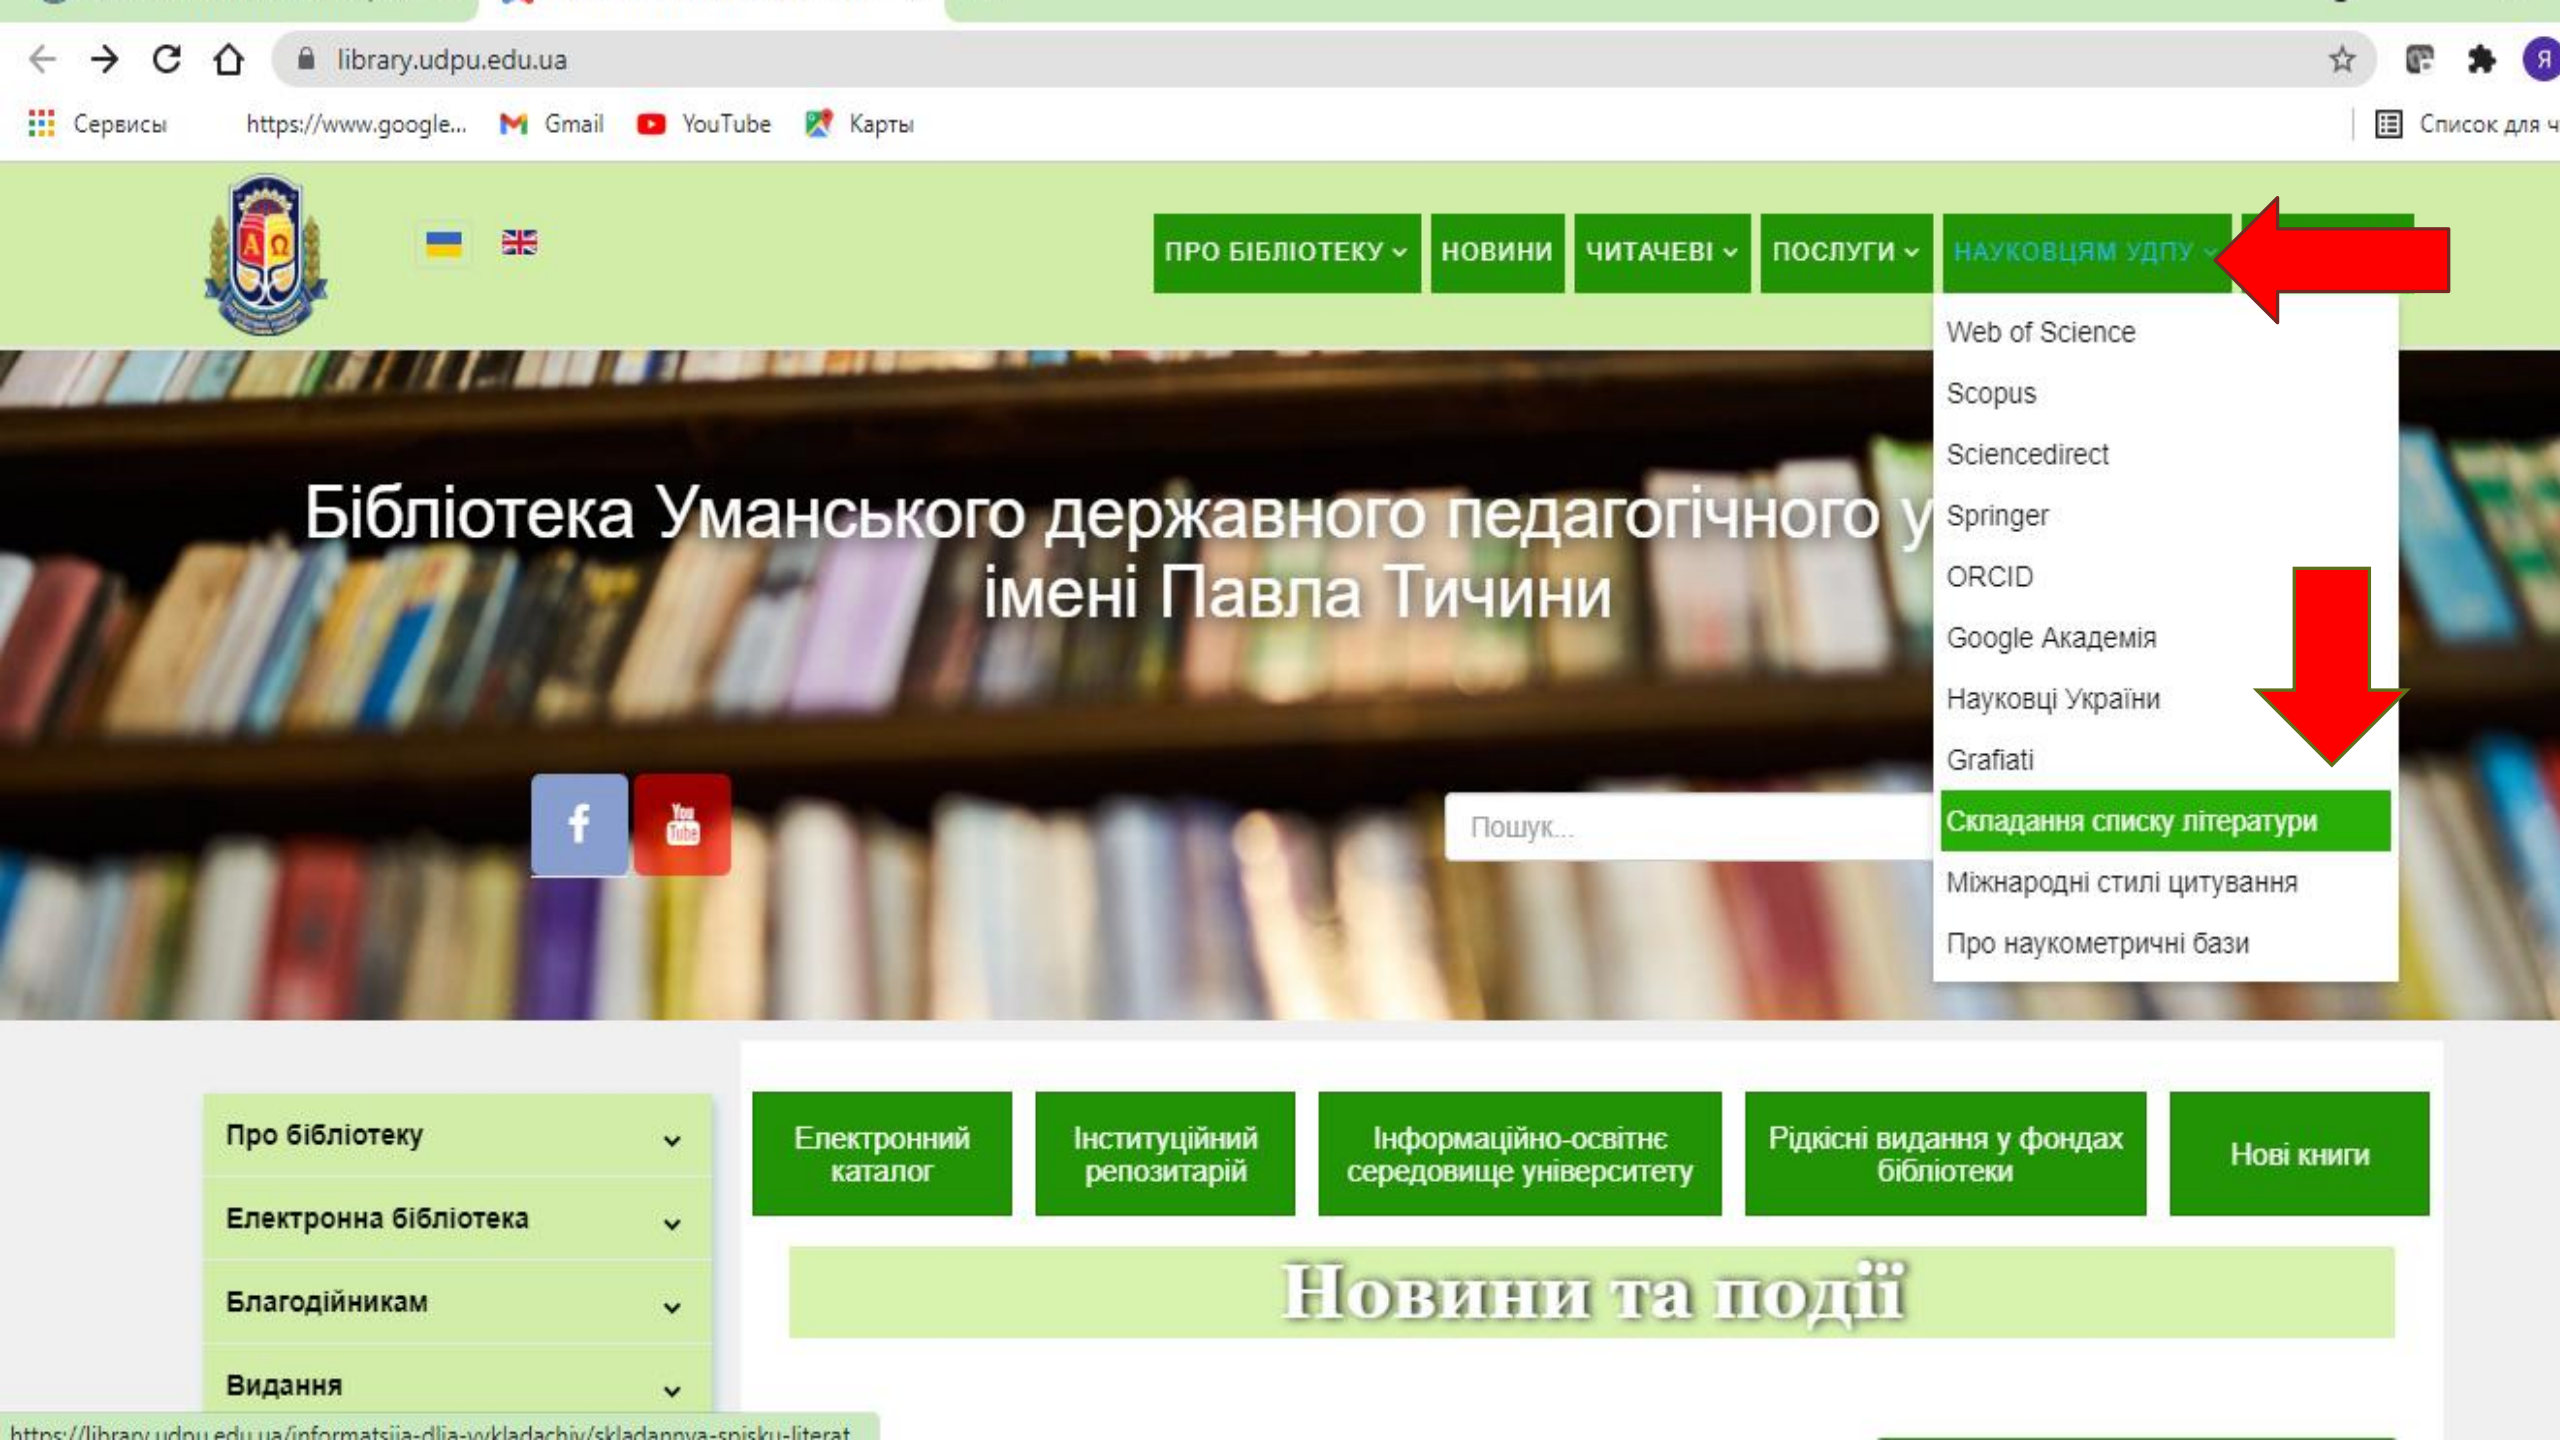 library.udpu.edu.ua
Сервисы https://www.google... Gmail YouTube Карты Список для ч
ПРО БІБЛІОТЕКУ НОВИНИ ЧИТАЧЕВІ ПОСЛУГИ НАУКОВЦЯМ УДПУ
Web of Science
Scopus
Sciencedirect
Springer
ORCID
Google Академія
Науковці України
Grafiati
Складання списку літератури
Міжнародні стилі цитування
Про наукометричні бази
Бібліотека Уманського державного педагогічного у
імені Павла Тичини
f
You
Tube
Пошук...
Про бібліотеку
Електронна бібліотека
Благодійникам
Видання
Електронний
каталог
Інституційний
репозитарій
Інформаційно-освітнє
середовище університету
Рідкісні видання у фондах
бібліотеки
Нові книги
Новини та події
https://library.udpu.edu.ua/informatsija-dlja-vykladachiv/skladannya-spisku-literat